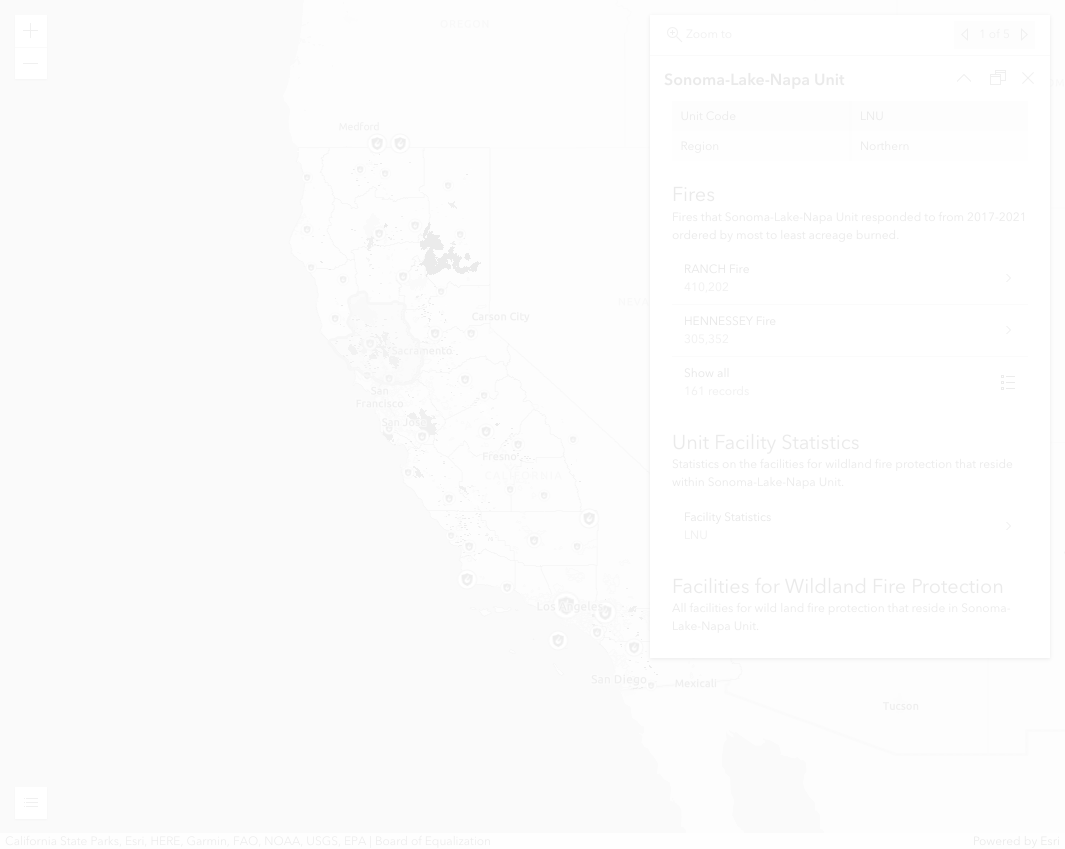 OREGON
Zoom to
1 of 5
Sonoma-Lake-Napa Unit
Unit Code
LNU
Region
Northern
Medford
Fires
Fires that Sonoma-Lake-Napa Unit responded to from 2017-2021
ordered by most to least acreage burned.
RANCH Fire
410,202
HENNESSEY Fire
305,352
Show all
161 records
Carson City
Sacramento
San
Francisco
San Jose
Fresno
CALIFORNIA
Unit Facility Statistics
Statistics on the facilities for wildland fire protection that reside
within Sonoma-Lake-Napa Unit.
Facility Statistics
LNU
Facilities for Wildland Fire Protection
All facilities for wild land fire protection that reside in Sonoma-
Lake-Napa Unit.
Los Angeles
San Diego
Mexicali
Tucson
California State Parks, Esri, HERE, Garmin, FAO, NOAA, USGS, EPA | Board of Equalization
Powered by Esri